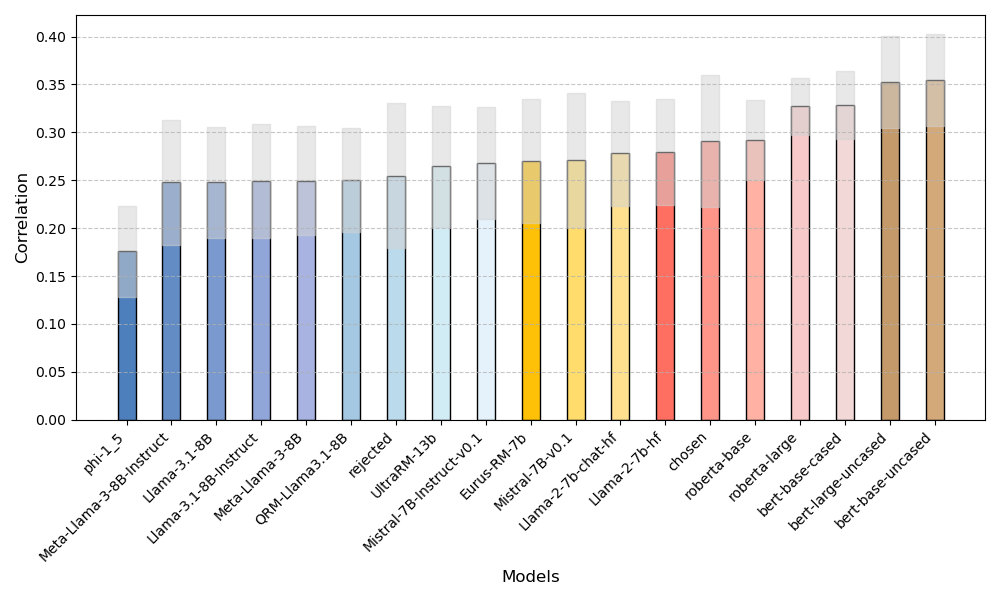 0.40
0.35
0.30
0.25
0.20
0.15
0.10
0.05
0.00
Correlation
phi-1_5
Meta-Llama-3-8B-Instruct
Llama-3.1-8B
Llama-3.1-8B-Instruct
Meta-Llama-3-8B
QRM-Llama3.1-8B
rejected
UltraRM-13b
Mistral-7B-Instruct-v0.1
Eurus-RM-7b
Mistral-7B-v0.1
Llama-2-7b-chat-hf
Llama-2-7b-hf
chosen
roberta-base
roberta-large
bert-base-cased
bert-large-uncased
bert-base-uncased
Models